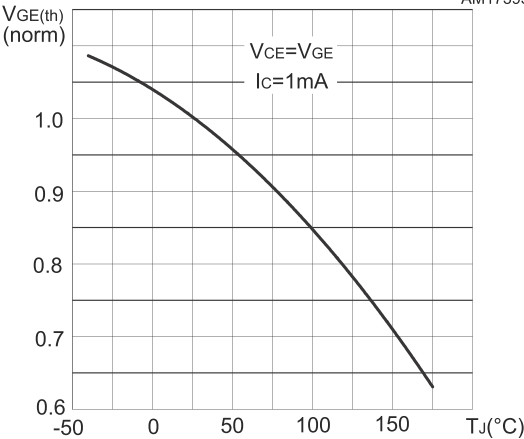 VGE(th)
(norm)
VCE=VGE
IC=1mA
1.0
0.9
0.8
0.7
0.6
-50 0 50 100 150 TJ(°C)